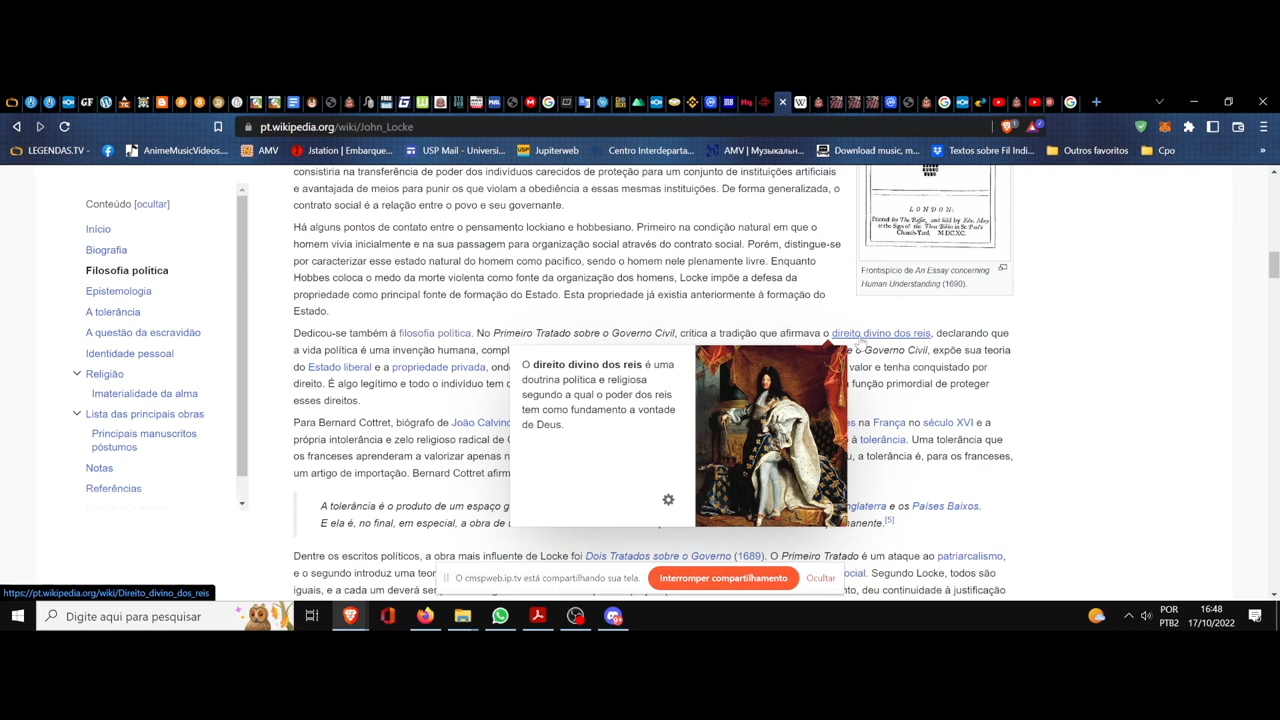 pt.wikipedia.org/wiki/John_Locke
LEGENDAS.TV -
AnimeMusicVideos...
AMV
Jstation | Embarque...
USP Mail - Universi...
Jupiterweb
Centro Interdeparta...
AMV | Музыкальн...
Download music, m...
Textos sobre Fil Indi...
Outros favoritos
Cpo
Conteúdo [ocultar]
Início
Biografia
Filosofia política
Epistemologia
A tolerância
A questão da escravidão
Identidade pessoal
Religião
Imaterialidade da alma
Lista das principais obras
Principais manuscritos
póstumos
Notas
Referências
consistiria na transferência de poder dos indivíduos carecidos de proteção para um conjunto de instituições artificiais
e avantajada de meios para punir os que violam a obediência a essas mesmas instituições. De forma generalizada, o
contrato social é a relação entre o povo e seu governante.
Há alguns pontos de contato entre o pensamento lockiano e hobbesiano. Primeiro na condição natural em que o
homem vivia inicialmente e na sua passagem para organização social através do contrato social. Porém, distingue-se
por caracterizar esse estado natural do homem como pacífico, sendo o homem nele plenamente livre. Enquanto
Hobbes coloca o medo da morte violenta como fonte da organização dos homens, Locke impõe a defesa da
propriedade como principal fonte de formação do Estado. Esta propriedade já existia anteriormente à formação do
Estado.
LONDON:
Frontispício de An Essay concerning
Human Understanding (1690).
Dedicou-se também à filosofia política. No Primeiro Tratado sobre o Governo Civil, critica a tradição que afirmava o direito divino dos reis, declarando que
a vida política é uma invenção humana, comp e o Governo Civil, expõe sua teoria
do Estado liberal e a propriedade privada, ond valor e tenha conquistado por
direito. É algo legítimo e todo o indivíduo tem a função primordial de proteger
esses direitos.
O direito divino dos reis é uma
doutrina política e religiosa
segundo a qual o poder dos reis
tem como fundamento a vontade
de Deus.
Para Bernard Cottret, biógrafo de João Calvino es na França no século XVI e a
própria intolerância e zelo religioso radical de C à tolerância. Uma tolerância que
os franceses aprenderam a valorizar apenas n u, a tolerância é, para os franceses,
um artigo de importação. Bernard Cottret afirm
A tolerância é o produto de um espaço g nglaterra e os Países Baixos.
E ela é, no final, em especial, a obra de u anente.[5]
Dentre os escritos políticos, a obra mais influente de Locke foi Dois Tratados sobre o Governo (1689). O Primeiro Tratado é um ataque ao patriarcalismo,
e o segundo introduz uma teor ocial. Segundo Locke, todos são
iguais, e a cada um deverá ser , deu continuidade à justificação
O cmspweb.ip.tv está compartilhando sua tela.
Interromper compartilhamento
Ocultar
https://pt.wikipedia.org/wiki/Direito_divino_dos_reis
Digite aqui para pesquisar
POR
PTB2
16:48
17/10/2022